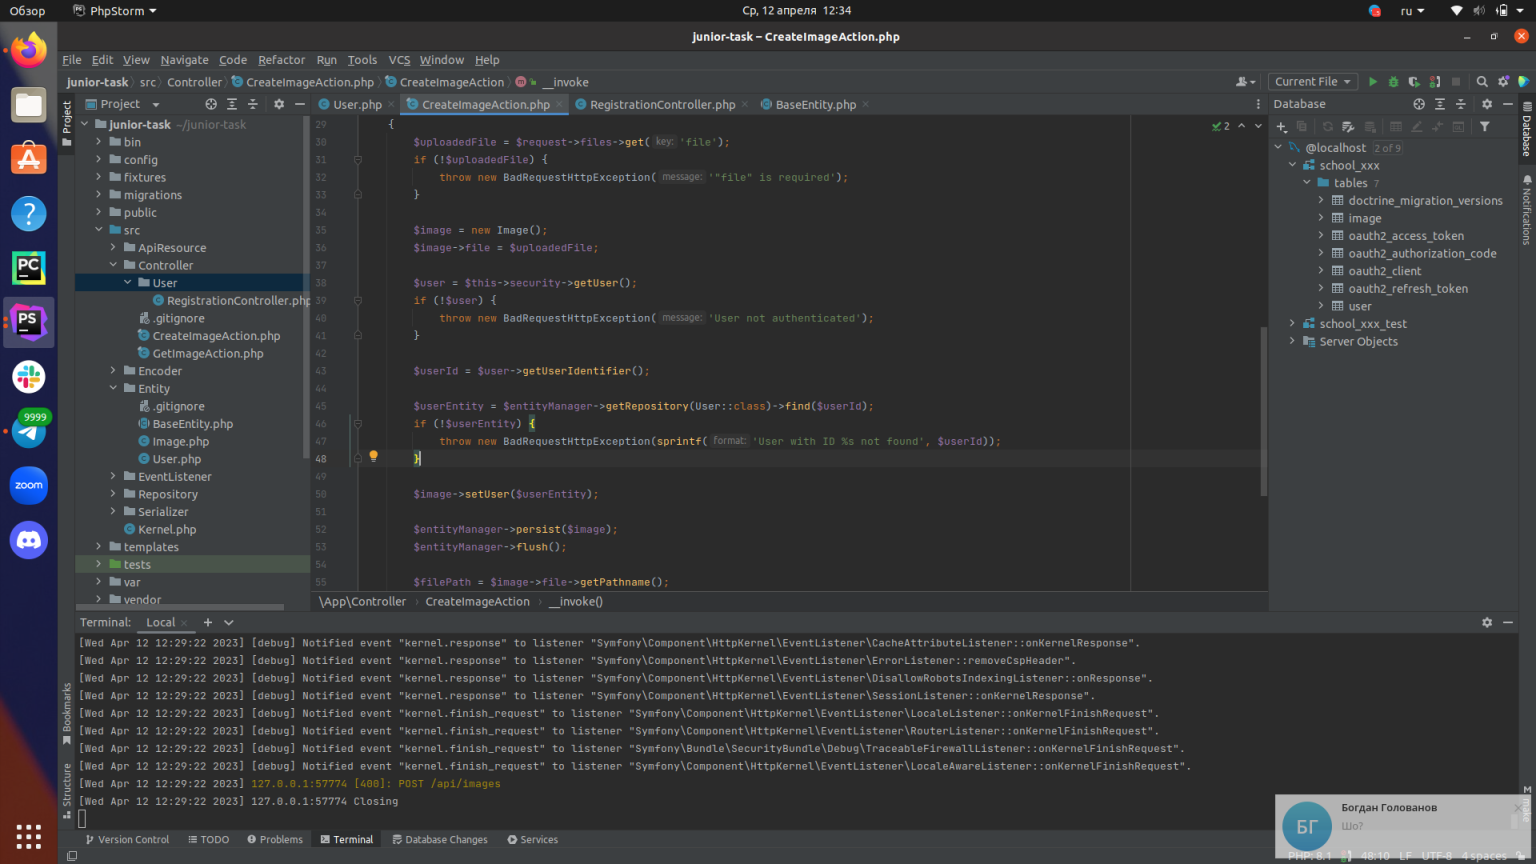 Обзор
PhpStorm
Ср, 12 апреля 12:34
ru
junior-task – CreateImageAction.php
File Edit View Navigate Code Refactor Run Tools VCS Window Help
junior-task src Controller CreateImageAction.php CreateImageAction m __invoke
Current File
Project
User.php CreateImageAction.php RegistrationController.php BaseEntity.php
Database
Project
junior-task ~/junior-task
bin
config
fixtures
migrations
public
src
ApiResource
Controller
User
RegistrationController.php
.gitignore
CreateImageAction.php
GetImageAction.php
Encoder
Entity
.gitignore
BaseEntity.php
Image.php
User.php
EventListener
Repository
Serializer
Kernel.php
templates
tests
var
vendor
29 {
30 $uploadedFile = $request->files->get( key: 'file');
31 if (!$uploadedFile) {
32 throw new BadRequestHttpException( message: '"file" is required');
33 }
34
35 $image = new Image();
36 $image->file = $uploadedFile;
37
38 $user = $this->security->getUser();
39 if (!$user) {
40 throw new BadRequestHttpException( message: 'User not authenticated');
41 }
42
43 $userId = $user->getUserIdentifier();
44
45 $userEntity = $entityManager->getRepository(User::class)->find($userId);
46 if (!$userEntity) {
47 throw new BadRequestHttpException(sprintf( format: 'User with ID %s not found', $userId));
48 }
49
50 $image->setUser($userEntity);
51
52 $entityManager->persist($image);
53 $entityManager->flush();
54
55 $filePath = $image->file->getPathname();
2
\App\Controller CreateImageAction __invoke()
@localhost 2 of 9
school_xxx
tables 7
doctrine_migration_versions
image
oauth2_access_token
oauth2_authorization_code
oauth2_client
oauth2_refresh_token
user
school_xxx_test
Server Objects
Database
Notifications
make
PC
PS
9999
zoom
Terminal: Local
[Wed Apr 12 12:29:22 2023] [debug] Notified event "kernel.response" to listener "Symfony\Component\HttpKernel\EventListener\CacheAttributeListener::onKernelResponse".
[Wed Apr 12 12:29:22 2023] [debug] Notified event "kernel.response" to listener "Symfony\Component\HttpKernel\EventListener\ErrorListener::removeCspHeader".
[Wed Apr 12 12:29:22 2023] [debug] Notified event "kernel.response" to listener "Symfony\Component\HttpKernel\EventListener\DisallowRobotsIndexingListener::onResponse".
[Wed Apr 12 12:29:22 2023] [debug] Notified event "kernel.response" to listener "Symfony\Component\HttpKernel\EventListener\SessionListener::onKernelResponse".
[Wed Apr 12 12:29:22 2023] [debug] Notified event "kernel.finish_request" to listener "Symfony\Component\HttpKernel\EventListener\LocaleListener::onKernelFinishRequest".
[Wed Apr 12 12:29:22 2023] [debug] Notified event "kernel.finish_request" to listener "Symfony\Component\HttpKernel\EventListener\RouterListener::onKernelFinishRequest".
[Wed Apr 12 12:29:22 2023] [debug] Notified event "kernel.finish_request" to listener "Symfony\Bundle\SecurityBundle\Debug\TraceableFirewallListener::onKernelFinishRequest".
[Wed Apr 12 12:29:22 2023] [debug] Notified event "kernel.finish_request" to listener "Symfony\Component\HttpKernel\EventListener\LocaleAwareListener::onKernelFinishRequest".
[Wed Apr 12 12:29:22 2023] 127.0.0.1:57774 [400]: POST /api/images
[Wed Apr 12 12:29:22 2023] 127.0.0.1:57774 Closing
Bookmarks
Structure
Version Control TODO Problems Terminal Database Changes Services
БГ
Богдан Голованов
Шо?
PHP: 8.1 48:10 LF UTF-8 4 spaces